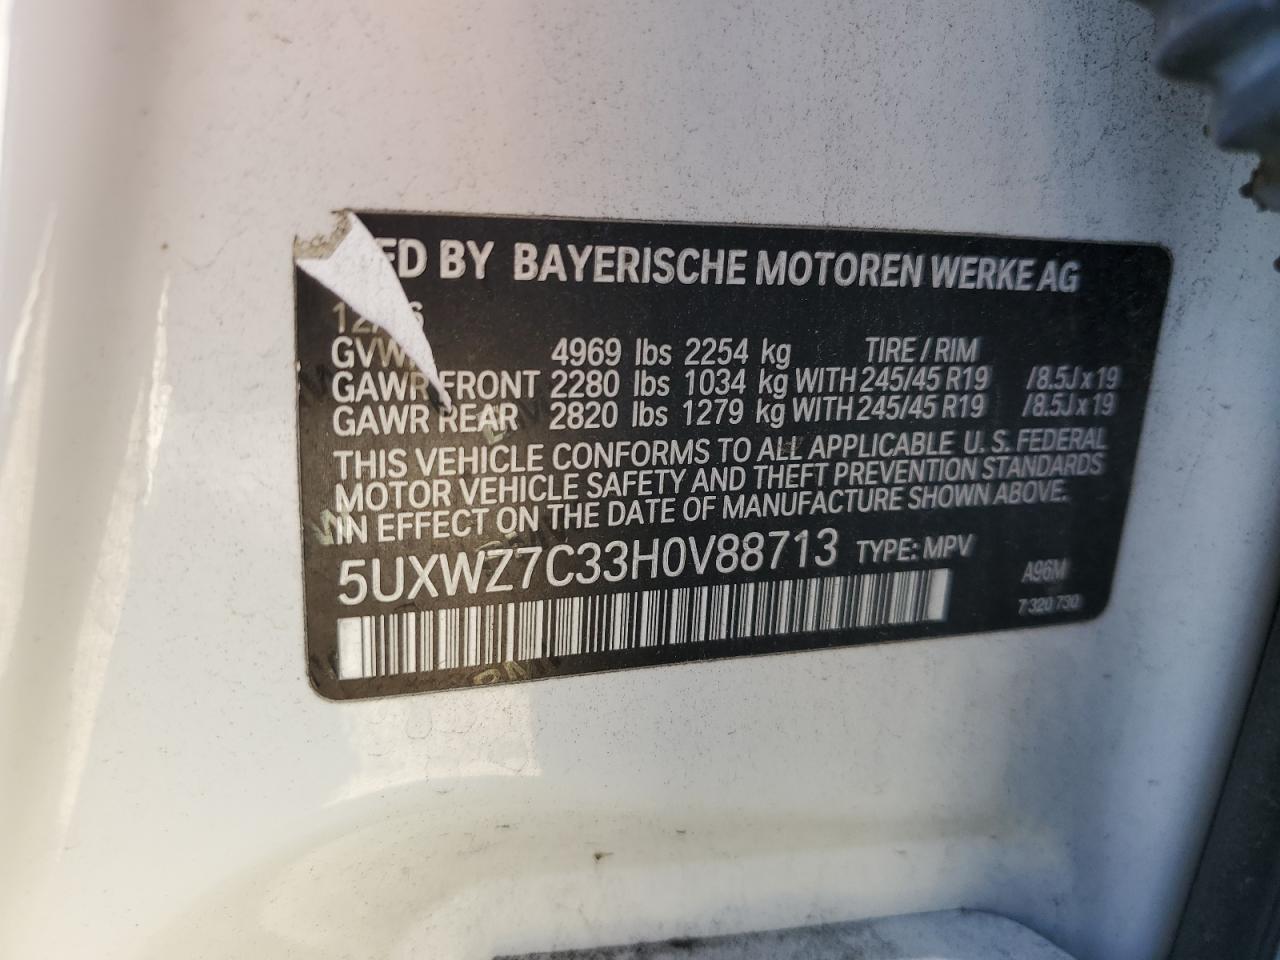 BY BAYERISCHE MOTOREN WERKE AG
4969 lbs 2254 kg TIRE / RIM
GAWR FRONT 2280 lbs 1034 kg WITH 245/45 R19 /8.5J x 19
GAWR REAR 2820 lbs 1279 kg WITH 245/45 R19 /8.5J x 19
THIS VEHICLE CONFORMS TO ALL APPLICABLE U. S. FEDERAL
MOTOR VEHICLE SAFETY AND THEFT PREVENTION STANDARDS
IN EFFECT ON THE DATE OF MANUFACTURE SHOWN ABOVE.
5UXWZ7C33H0V88713 TYPE: MPV
A96M
7 320 730